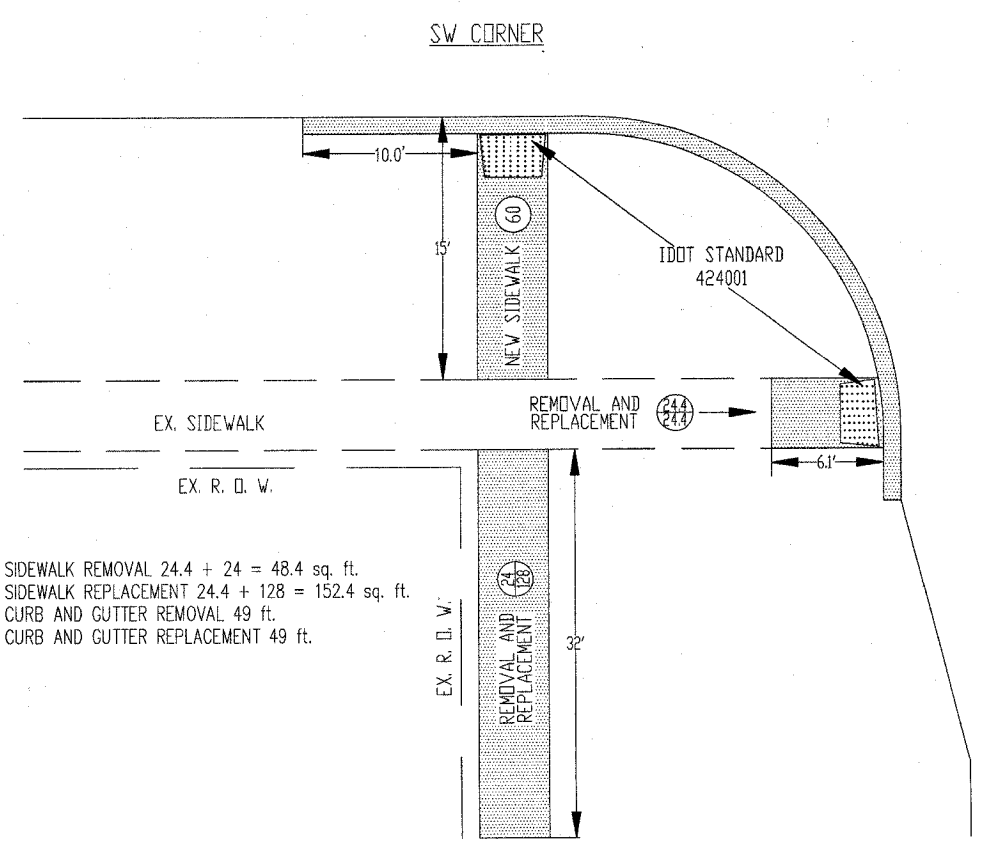 SW CORNER
10.0'
15'
60
NEW SIDEWALK
IDOT STANDARD
424001
EX. SIDEWALK
REMOVAL AND
REPLACEMENT
24.4
24.4
6.1'
EX. R. O. W.
SIDEWALK REMOVAL 24.4 + 24 = 48.4 sq. ft.
SIDEWALK REPLACEMENT 24.4 + 128 = 152.4 sq. ft.
CURB AND GUTTER REMOVAL 49 ft.
CURB AND GUTTER REPLACEMENT 49 ft.
EX. R. O. W.
24
128
REMOVAL AND
REPLACEMENT
32'